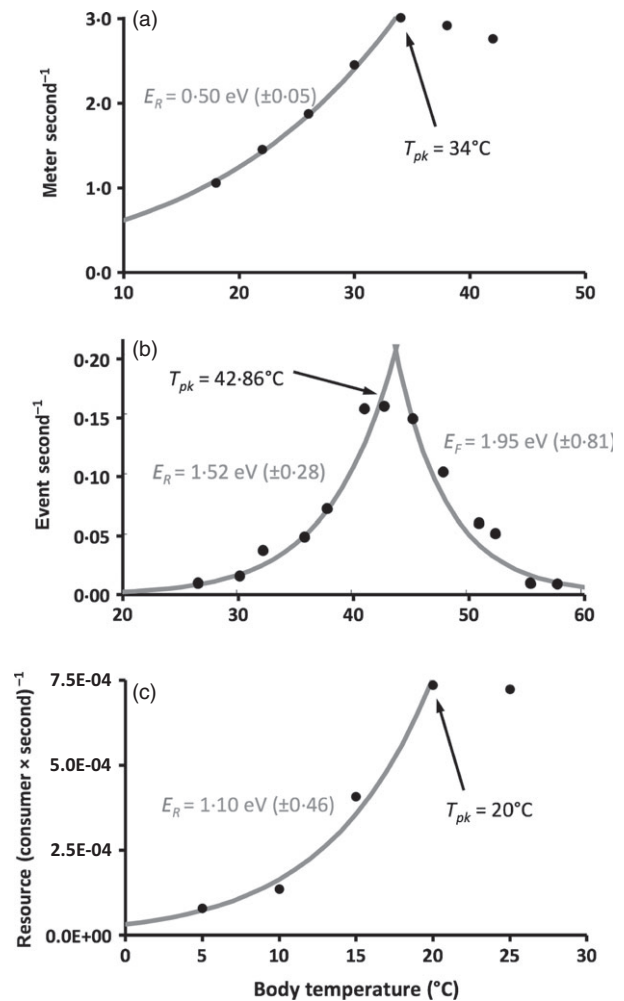 (a)
3·0
2·0
1·0
0·0
Meter second⁻¹
E_R = 0·50 eV (±0·05)
T_pk = 34°C
10 20 30 40 50
(b)
0·20
0·15
0·10
0·05
0·00
Event second⁻¹
T_pk = 42·86°C
E_F = 1·95 eV (±0·81)
E_R = 1·52 eV (±0·28)
20 30 40 50 60
(c)
7.5E-04
5.0E-04
2.5E-04
0.0E+00
Resource (consumer × second)⁻¹
E_R = 1·10 eV (±0·46)
T_pk = 20°C
0 5 10 15 20 25 30
Body temperature (°C)